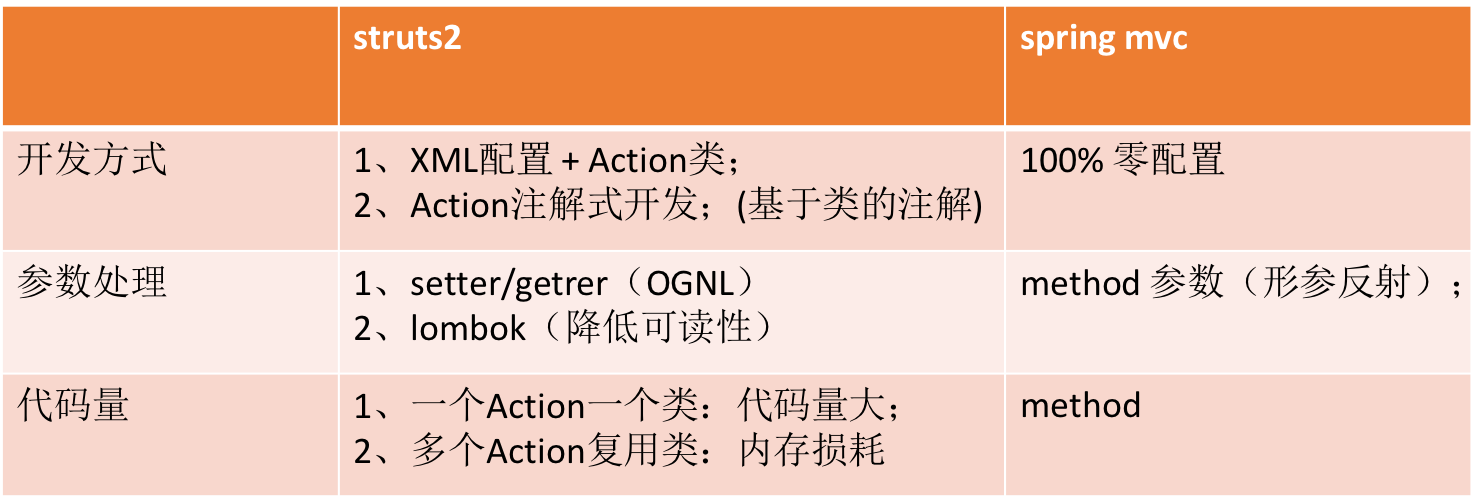 struts2
spring mvc
开发方式
1、XML配置 + Action类；
2、Action注解式开发；(基于类的注解)
100% 零配置
参数处理
1、setter/getrer（OGNL）
2、lombok（降低可读性）
method 参数（形参反射）；
代码量
1、一个Action一个类：代码量大；
2、多个Action复用类：内存损耗
method